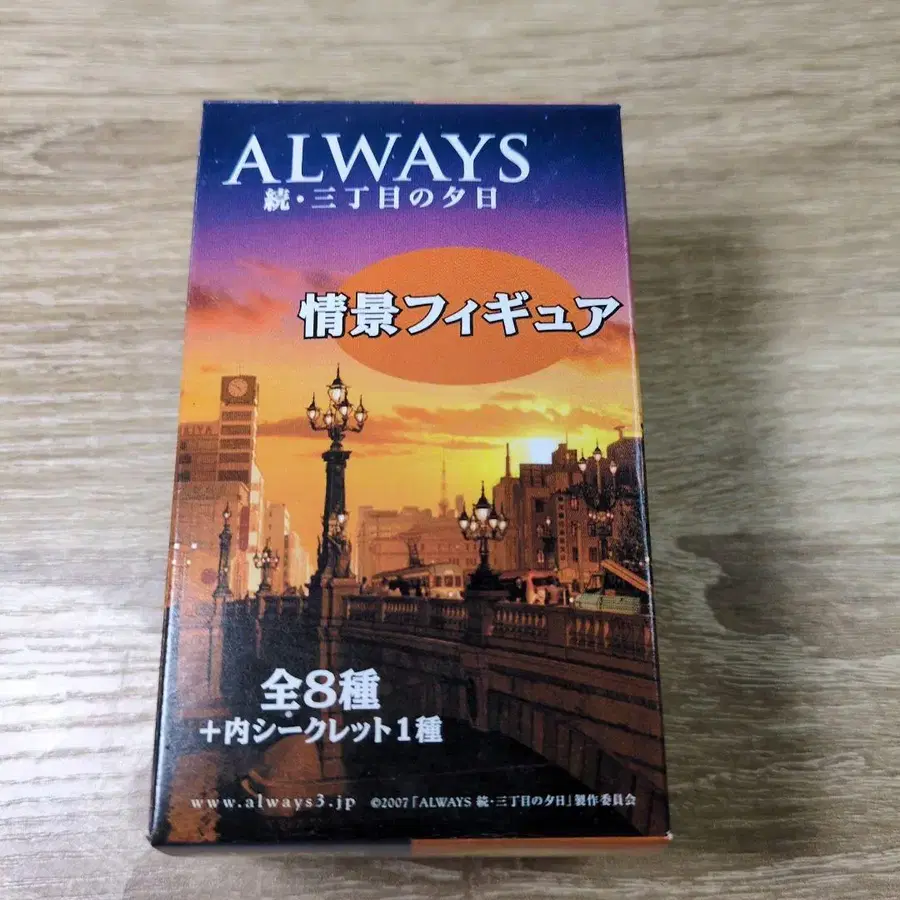 ALWAYS
続・三丁目の夕日
情景フィギュア
全8種
+内シークレット1種
www.always3.jp ©2007「ALWAYS 続・三丁目の夕日」製作委員会